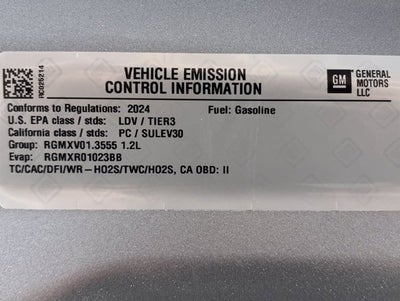 AC0026214
VEHICLE EMISSION
CONTROL INFORMATION
GM
GENERAL
MOTORS
LLC
Conforms to Regulations: 2024 Fuel: Gasoline
U.S. EPA class / stds: LDV / TIER3
California class / stds: PC / SULEV30
Group: RGMXV01.3555 1.2L
Evap: RGMXR01023BB
TC/CAC/DFI/WR-HO2S/TWC/HO2S, CA OBD: II